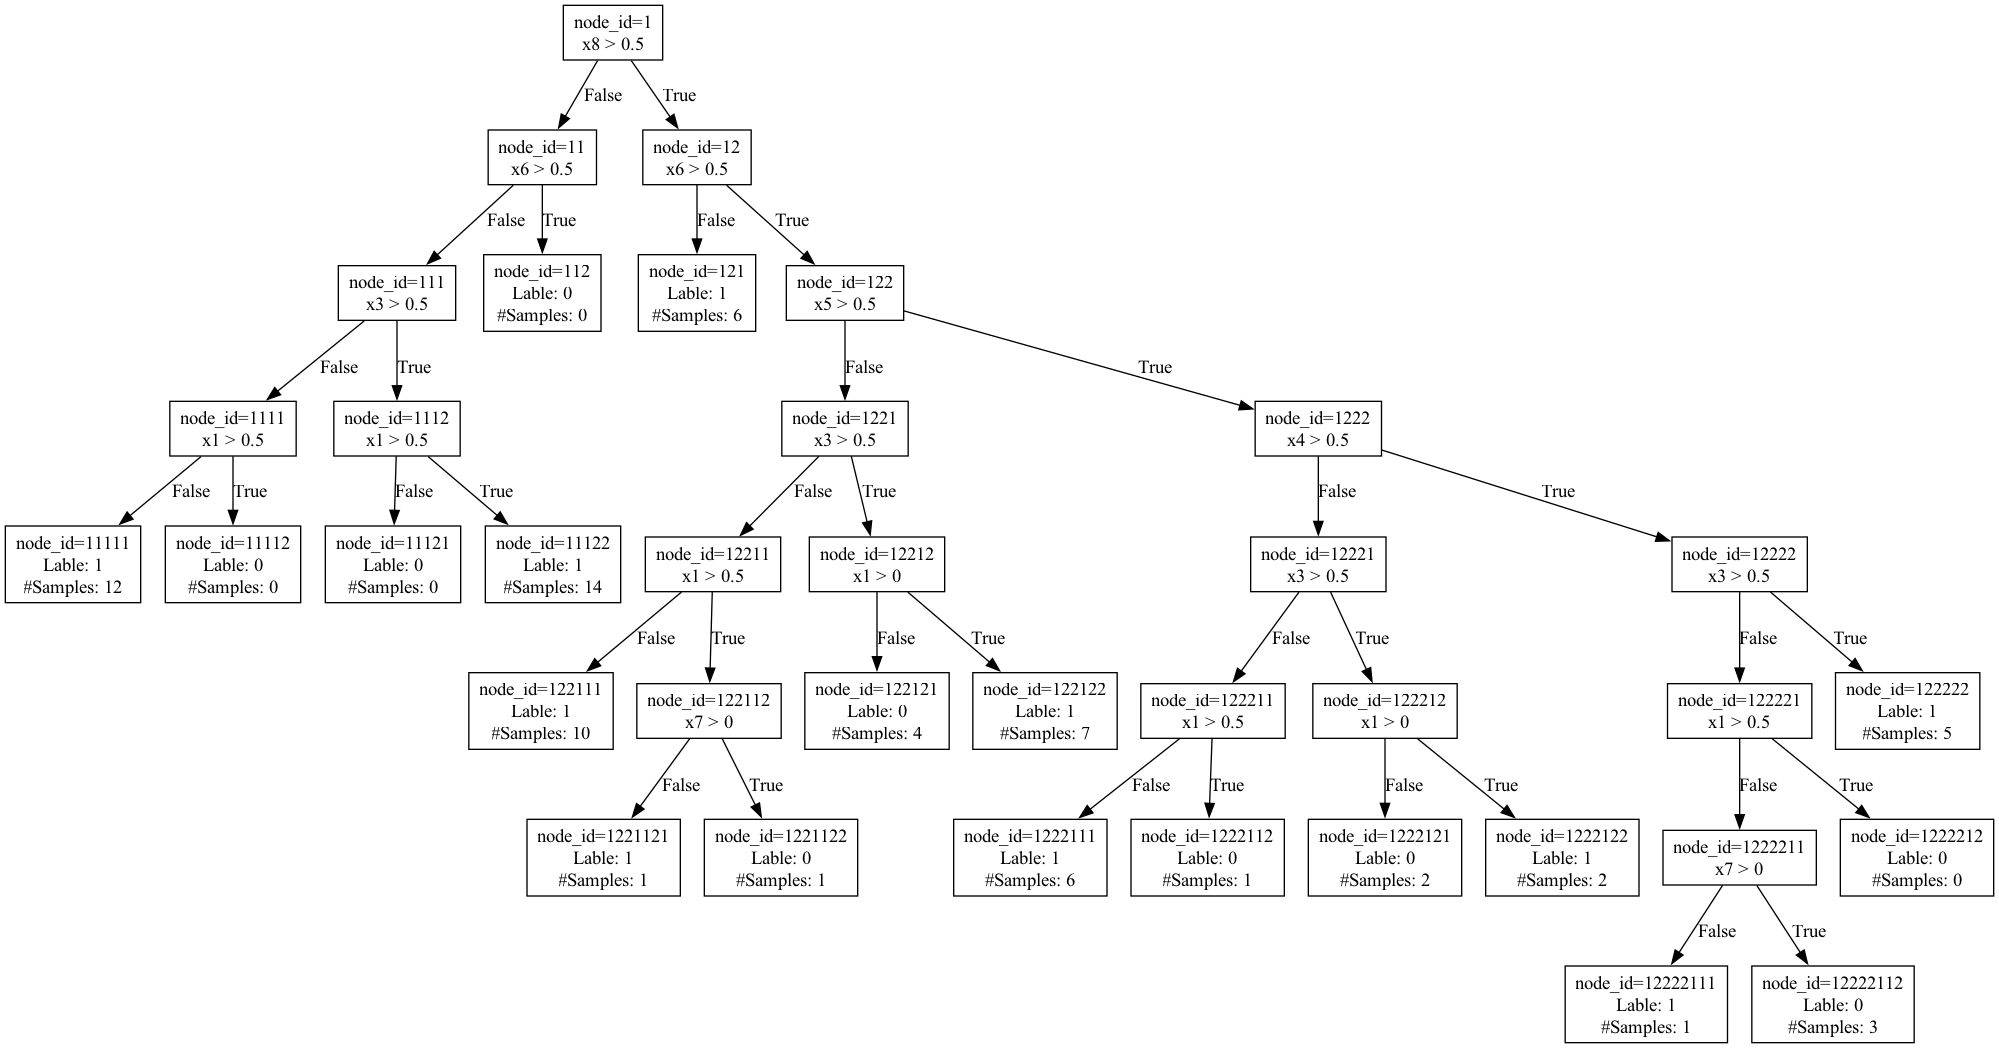 node_id=1
x8 > 0.5
False
True
node_id=11
x6 > 0.5
node_id=12
x6 > 0.5
False
True
False
True
node_id=111
x3 > 0.5
node_id=112
Lable: 0
#Samples: 0
node_id=121
Lable: 1
#Samples: 6
node_id=122
x5 > 0.5
False
True
False
True
node_id=1111
x1 > 0.5
node_id=1112
x1 > 0.5
node_id=1221
x3 > 0.5
node_id=1222
x4 > 0.5
False
True
False
True
False
True
False
True
node_id=11111
Lable: 1
#Samples: 12
node_id=11112
Lable: 0
#Samples: 0
node_id=11121
Lable: 0
#Samples: 0
node_id=11122
Lable: 1
#Samples: 14
node_id=12211
x1 > 0.5
node_id=12212
x1 > 0
node_id=12221
x3 > 0.5
node_id=12222
x3 > 0.5
False
True
False
True
False
True
False
True
node_id=122111
Lable: 1
#Samples: 10
node_id=122112
x7 > 0
node_id=122121
Lable: 0
#Samples: 4
node_id=122122
Lable: 1
#Samples: 7
node_id=122211
x1 > 0.5
node_id=122212
x1 > 0
node_id=122221
x1 > 0.5
node_id=122222
Lable: 1
#Samples: 5
False
True
False
True
False
True
False
True
node_id=1221121
Lable: 1
#Samples: 1
node_id=1221122
Lable: 0
#Samples: 1
node_id=1222111
Lable: 1
#Samples: 6
node_id=1222112
Lable: 0
#Samples: 1
node_id=1222121
Lable: 0
#Samples: 2
node_id=1222122
Lable: 1
#Samples: 2
node_id=1222211
x7 > 0
node_id=1222212
Lable: 0
#Samples: 0
False
True
node_id=12222111
Lable: 1
#Samples: 1
node_id=12222112
Lable: 0
#Samples: 3